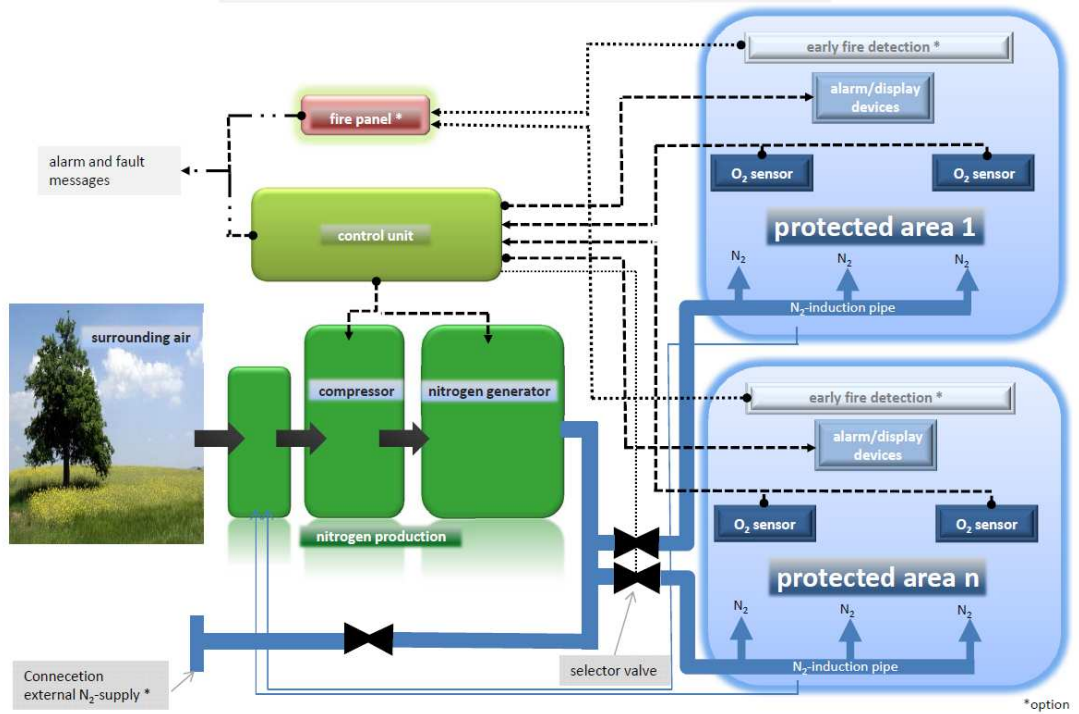 early fire detection *
alarm/display
devices
fire panel *
alarm and fault
messages
O₂ sensor
O₂ sensor
control unit
protected area 1
N₂
N₂
N₂
N₂-induction pipe
surrounding air
compressor
nitrogen generator
early fire detection *
alarm/display
devices
O₂ sensor
O₂ sensor
nitrogen production
protected area n
N₂
N₂
N₂
N₂-induction pipe
selector valve
Connecetion
external N₂-supply *
*option